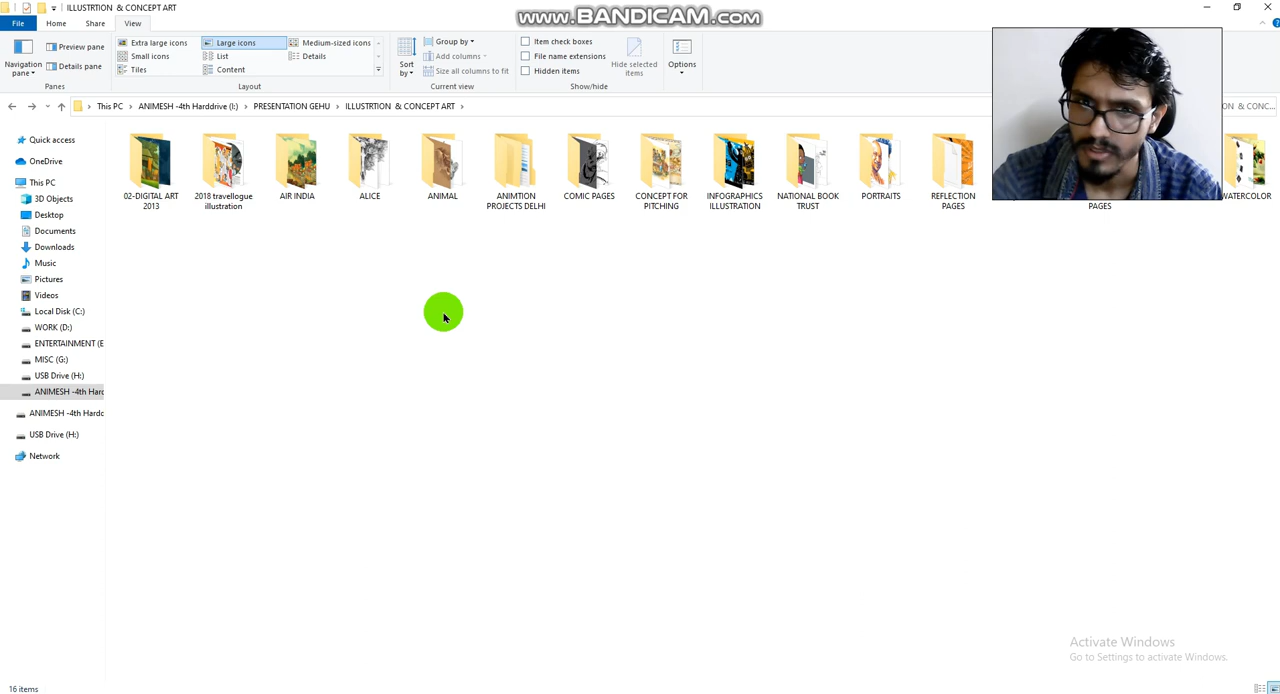 ILLUSTRTION & CONCEPT ART
www.BANDICAM.com
File Home Share View
Navigation pane
Preview pane
Details pane
Panes
Extra large icons
Large icons
Medium-sized icons
Small icons
List
Details
Tiles
Content
Layout
Sort by
Group by
Add columns
Size all columns to fit
Current view
Item check boxes
File name extensions
Hidden items
Hide selected items
Show/hide
Options
This PC > ANIMESH -4th Harddrive (I:) > PRESENTATION GEHU > ILLUSTRTION & CONCEPT ART >
ON & CONC...
Quick access
OneDrive
This PC
3D Objects
Desktop
Documents
Downloads
Music
Pictures
Videos
Local Disk (C:)
WORK (D:)
ENTERTAINMENT (E
MISC (G:)
USB Drive (H:)
ANIMESH -4th Hard
ANIMESH -4th Hardd
USB Drive (H:)
Network
02-DIGITAL ART 2013
2018 travellogue illustration
AIR INDIA
ALICE
ANIMAL
ANIMTION PROJECTS DELHI
COMIC PAGES
CONCEPT FOR PITCHING
INFOGRAPHICS ILLUSTRATION
NATIONAL BOOK TRUST
PORTRAITS
REFLECTION PAGES
PAGES
WATERCOLOR
Activate Windows
Go to Settings to activate Windows.
16 items